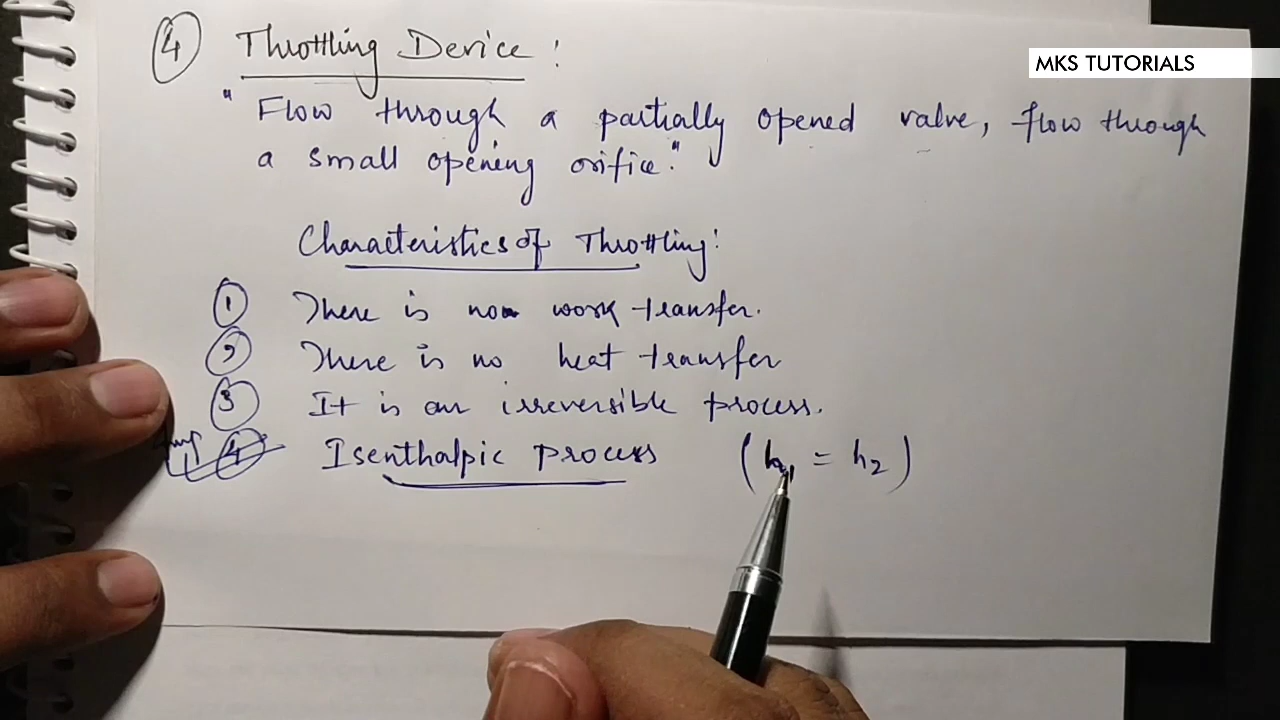 ④ Throttling Device:
MKS TUTORIALS
"Flow through a partially opened valve, flow through
a small opening orifice."
Characteristics of Throttling:
① There is no work transfer.
② There is no heat transfer
③ It is an irreversible process.
④ Isenthalpic process (h1 = h2)